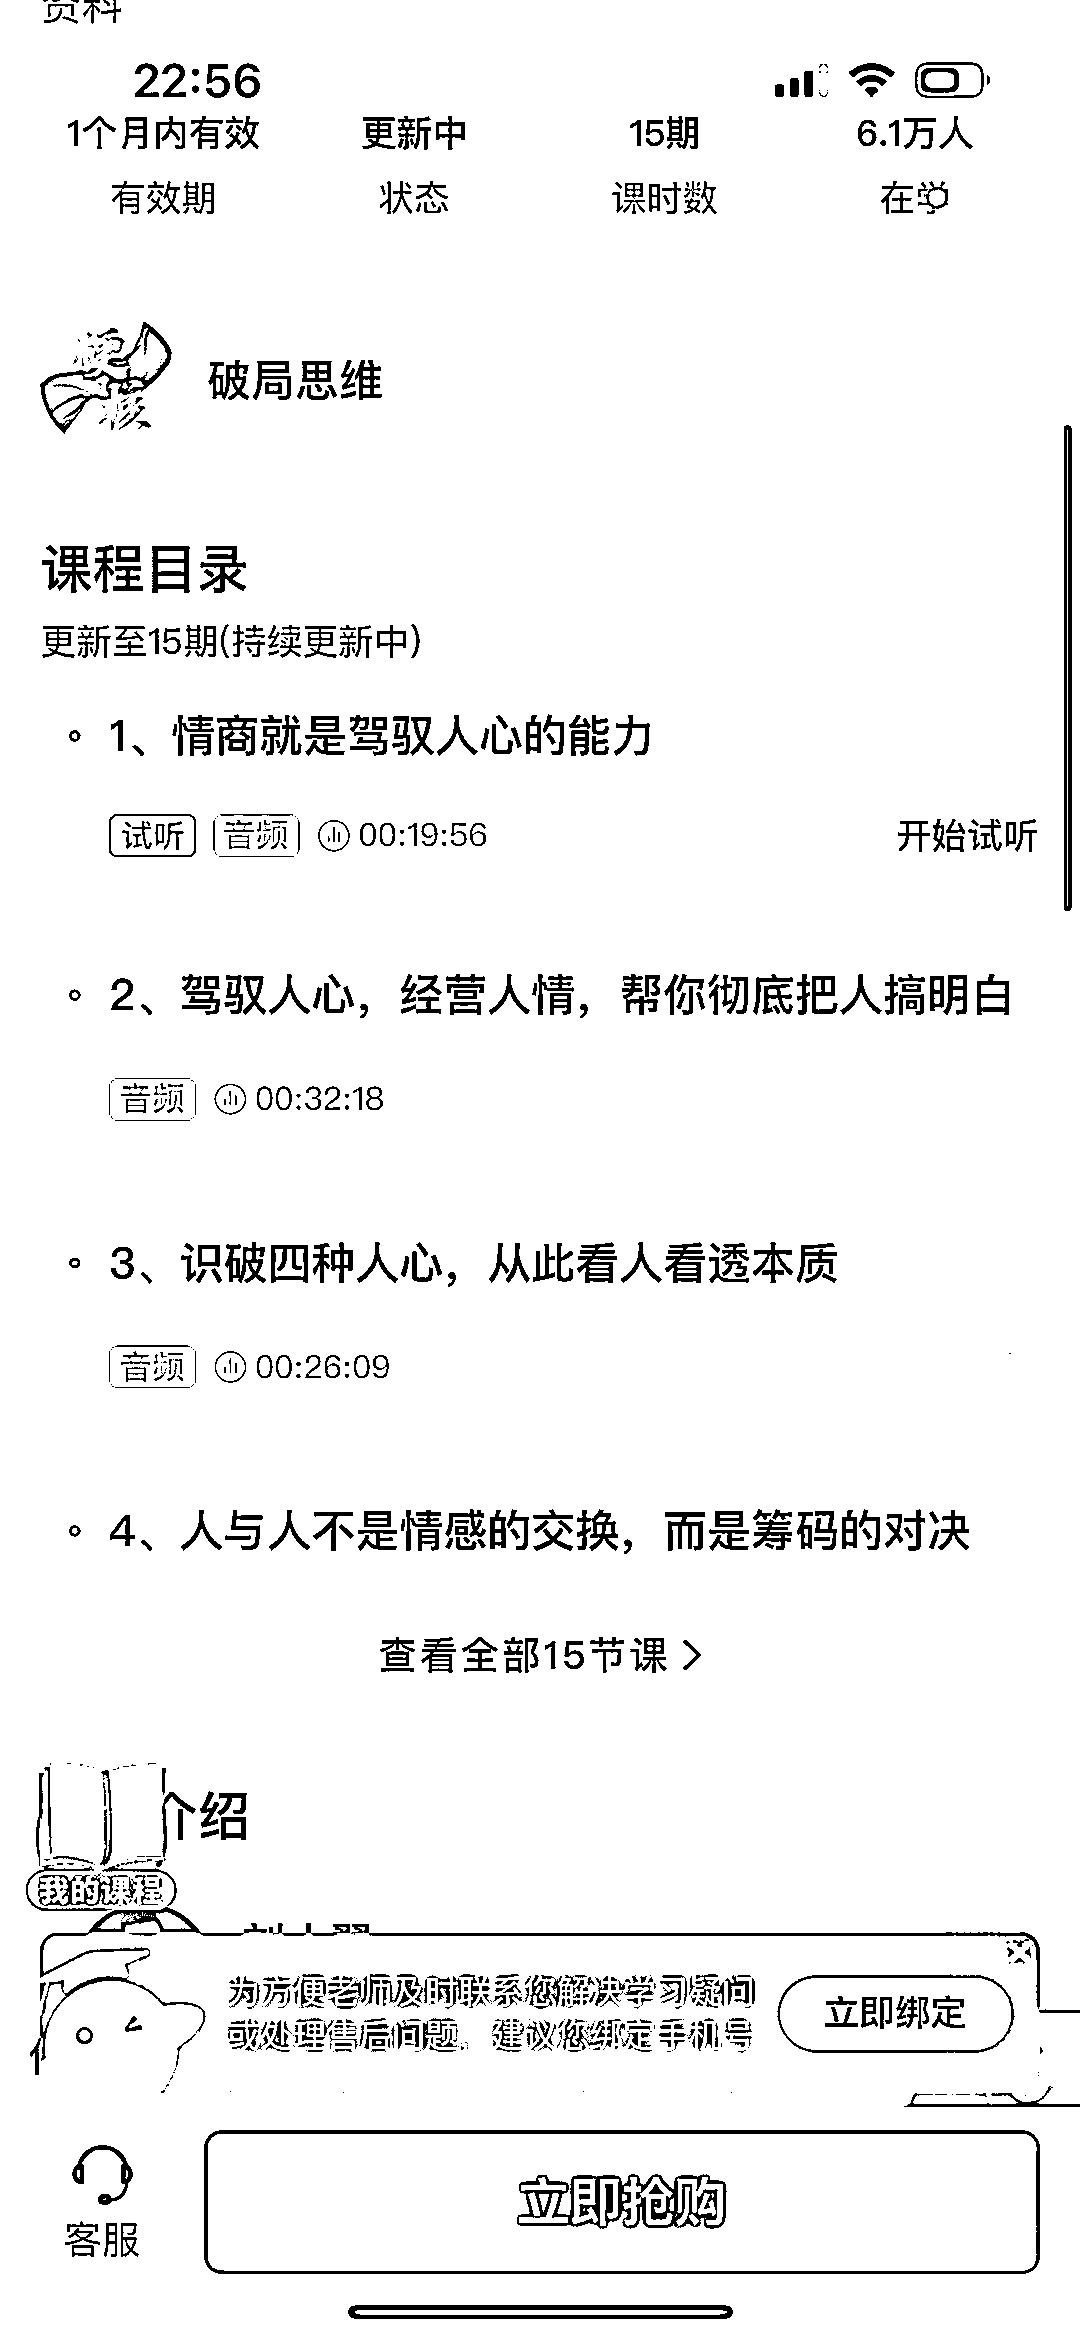 资料
22:56
1个月内有效 更新中 15期 6.1万人
有效期 状态 课时数 在
破局思维
课程目录
更新至15期(持续更新中)
1、情商就是驾驭人心的能力
试听 音频 00:19:56 开始试听
2、驾驭人心，经营人情，帮你彻底把人搞明白
音频 00:32:18
3、识破四种人心，从此看人看透本质
音频 00:26:09
4、人与人不是情感的交换，而是筹码的对决
查看全部15节课 >
介绍
我的课程
为方便老师及时联系您解决学习疑问
或处理售后问题，建议您绑定手机号
立即绑定
客服
立即抢购